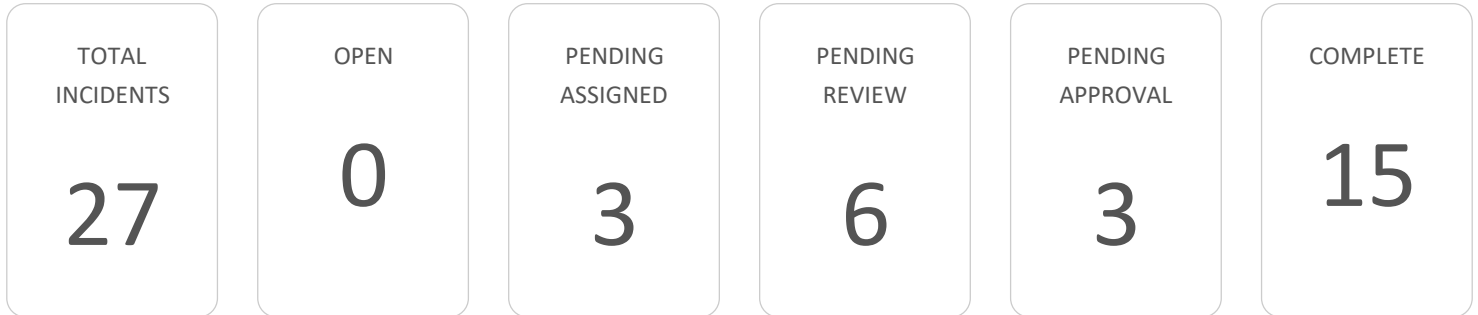 TOTAL
INCIDENTS
27
OPEN
0
PENDING
ASSIGNED
3
PENDING
REVIEW
6
PENDING
APPROVAL
3
COMPLETE
15